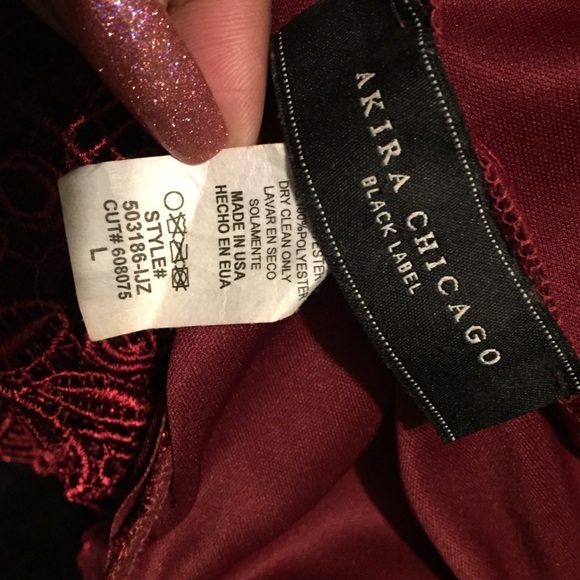 AKIRA CHICAGO
BLACK LABEL
100%POLYESTER
DRY CLEAN ONLY
LAVAR EN SECO
SOLAMENTE
MADE IN USA
HECHO EN EUA
STYLE#
503186-IJZ
CUT# 608075
L